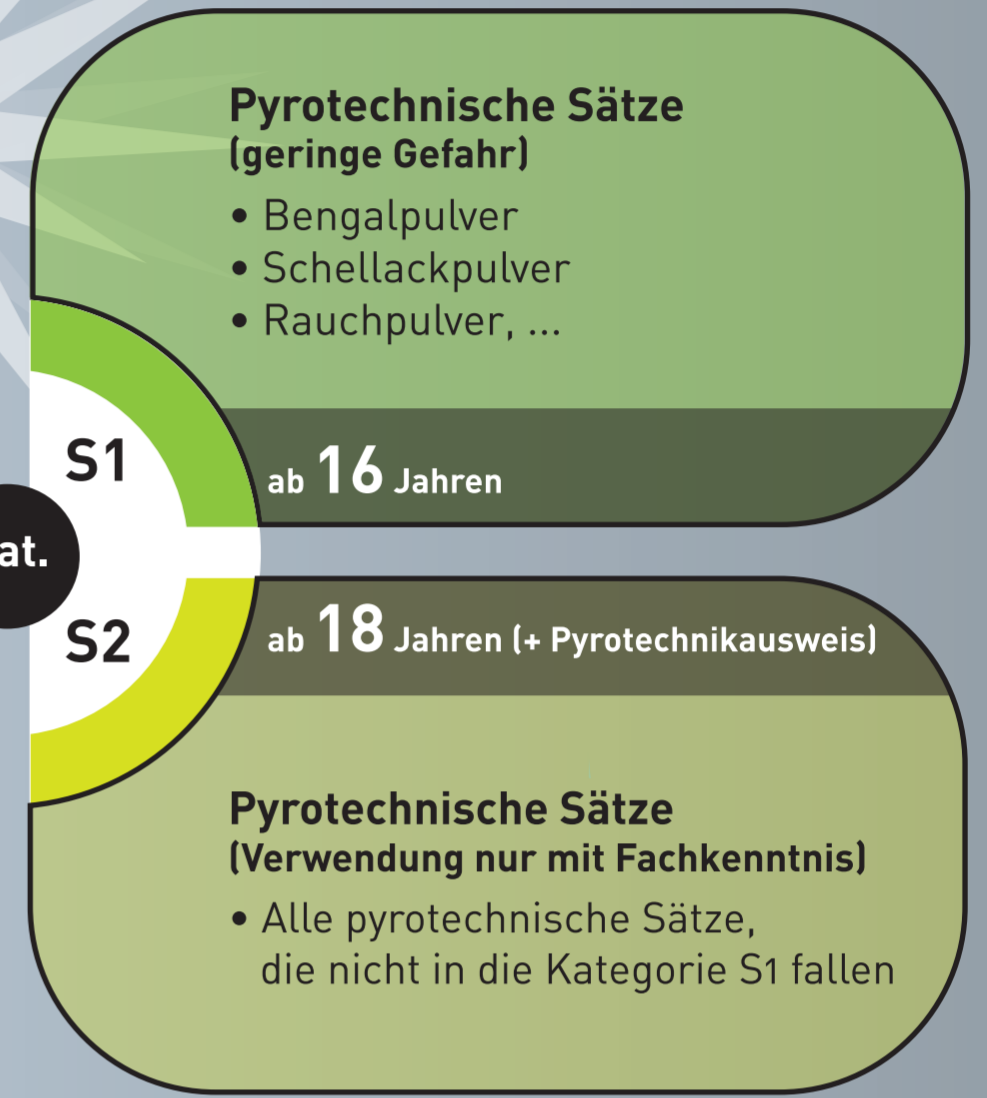 Pyrotechnische Sätze
(geringe Gefahr)
• Bengalpulver
• Schellackpulver
• Rauchpulver, ...
S1
ab 16 Jahren
at.
S2
ab 18 Jahren (+ Pyrotechnikausweis)
Pyrotechnische Sätze
(Verwendung nur mit Fachkenntnis)
• Alle pyrotechnische Sätze,
die nicht in die Kategorie S1 fallen